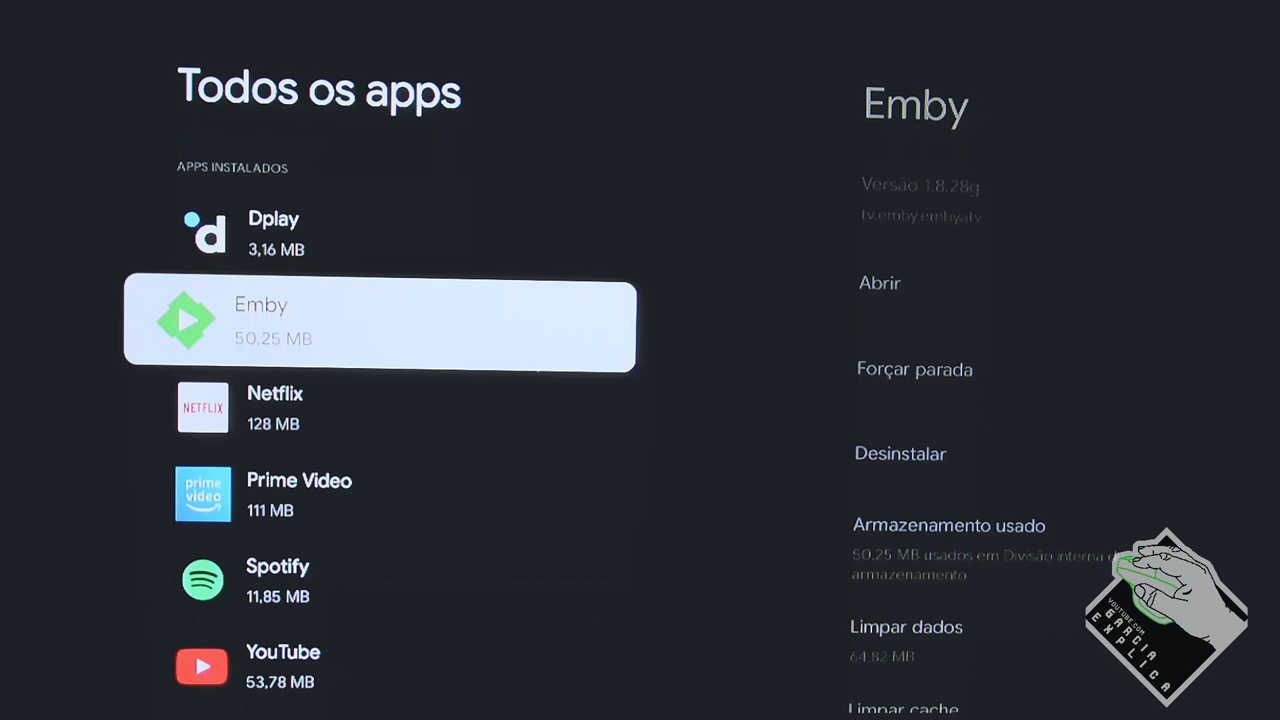 Todos os apps
APPS INSTALADOS
Dplay
3,16 MB
Emby
50,25 MB
NETFLIX
Netflix
128 MB
prime
video
Prime Video
111 MB
Spotify
11,85 MB
YouTube
53,78 MB
Emby
Versão 1.8.28g
tv.emby.embyatv
Abrir
Forçar parada
Desinstalar
Armazenamento usado
50,25 MB usados em Divisão interna
armazenamento
Limpar dados
64,82 MB
Limpar cache
YOUTUBE.COM
GARCIA
EXPLICA